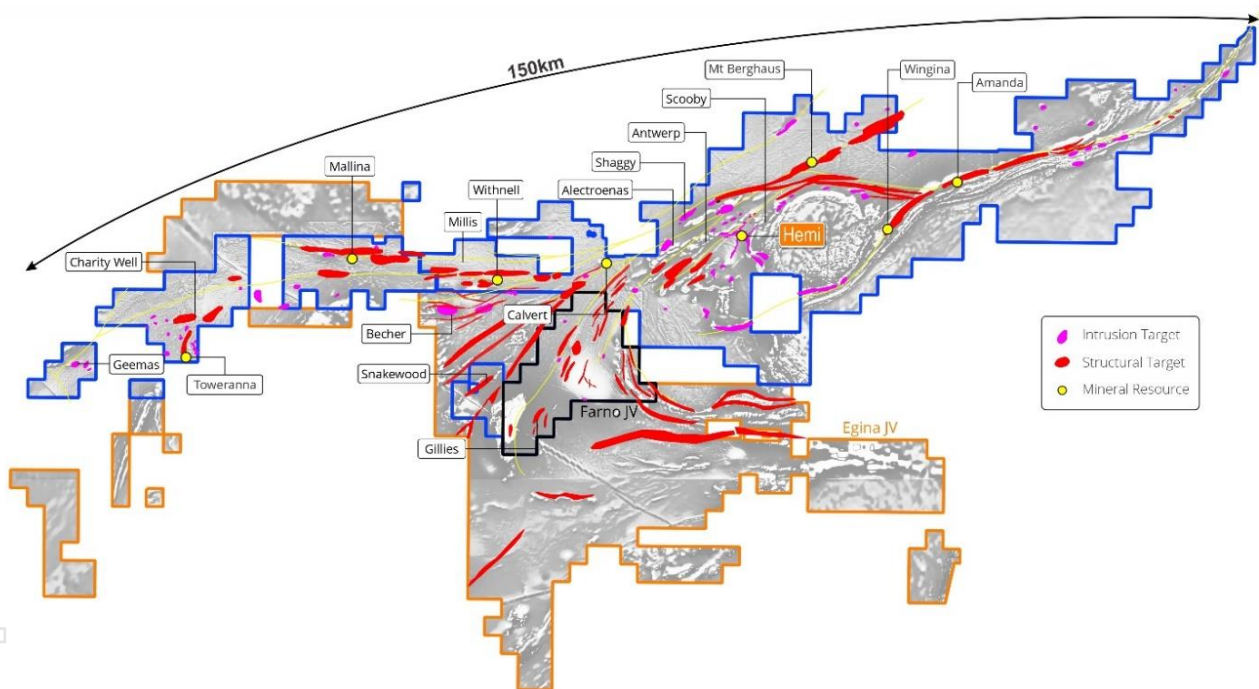 150km
Mt Berghaus
Wingina
Scooby
Amanda
Antwerp
Shaggy
Mallina
Withnell
Alectroenas
Millis
Hemi
Charity Well
Calvert
Becher
Intrusion Target
Structural Target
Mineral Resource
Geemas
Toweranna
Snakewood
Farno JV
Egina JV
Gillies